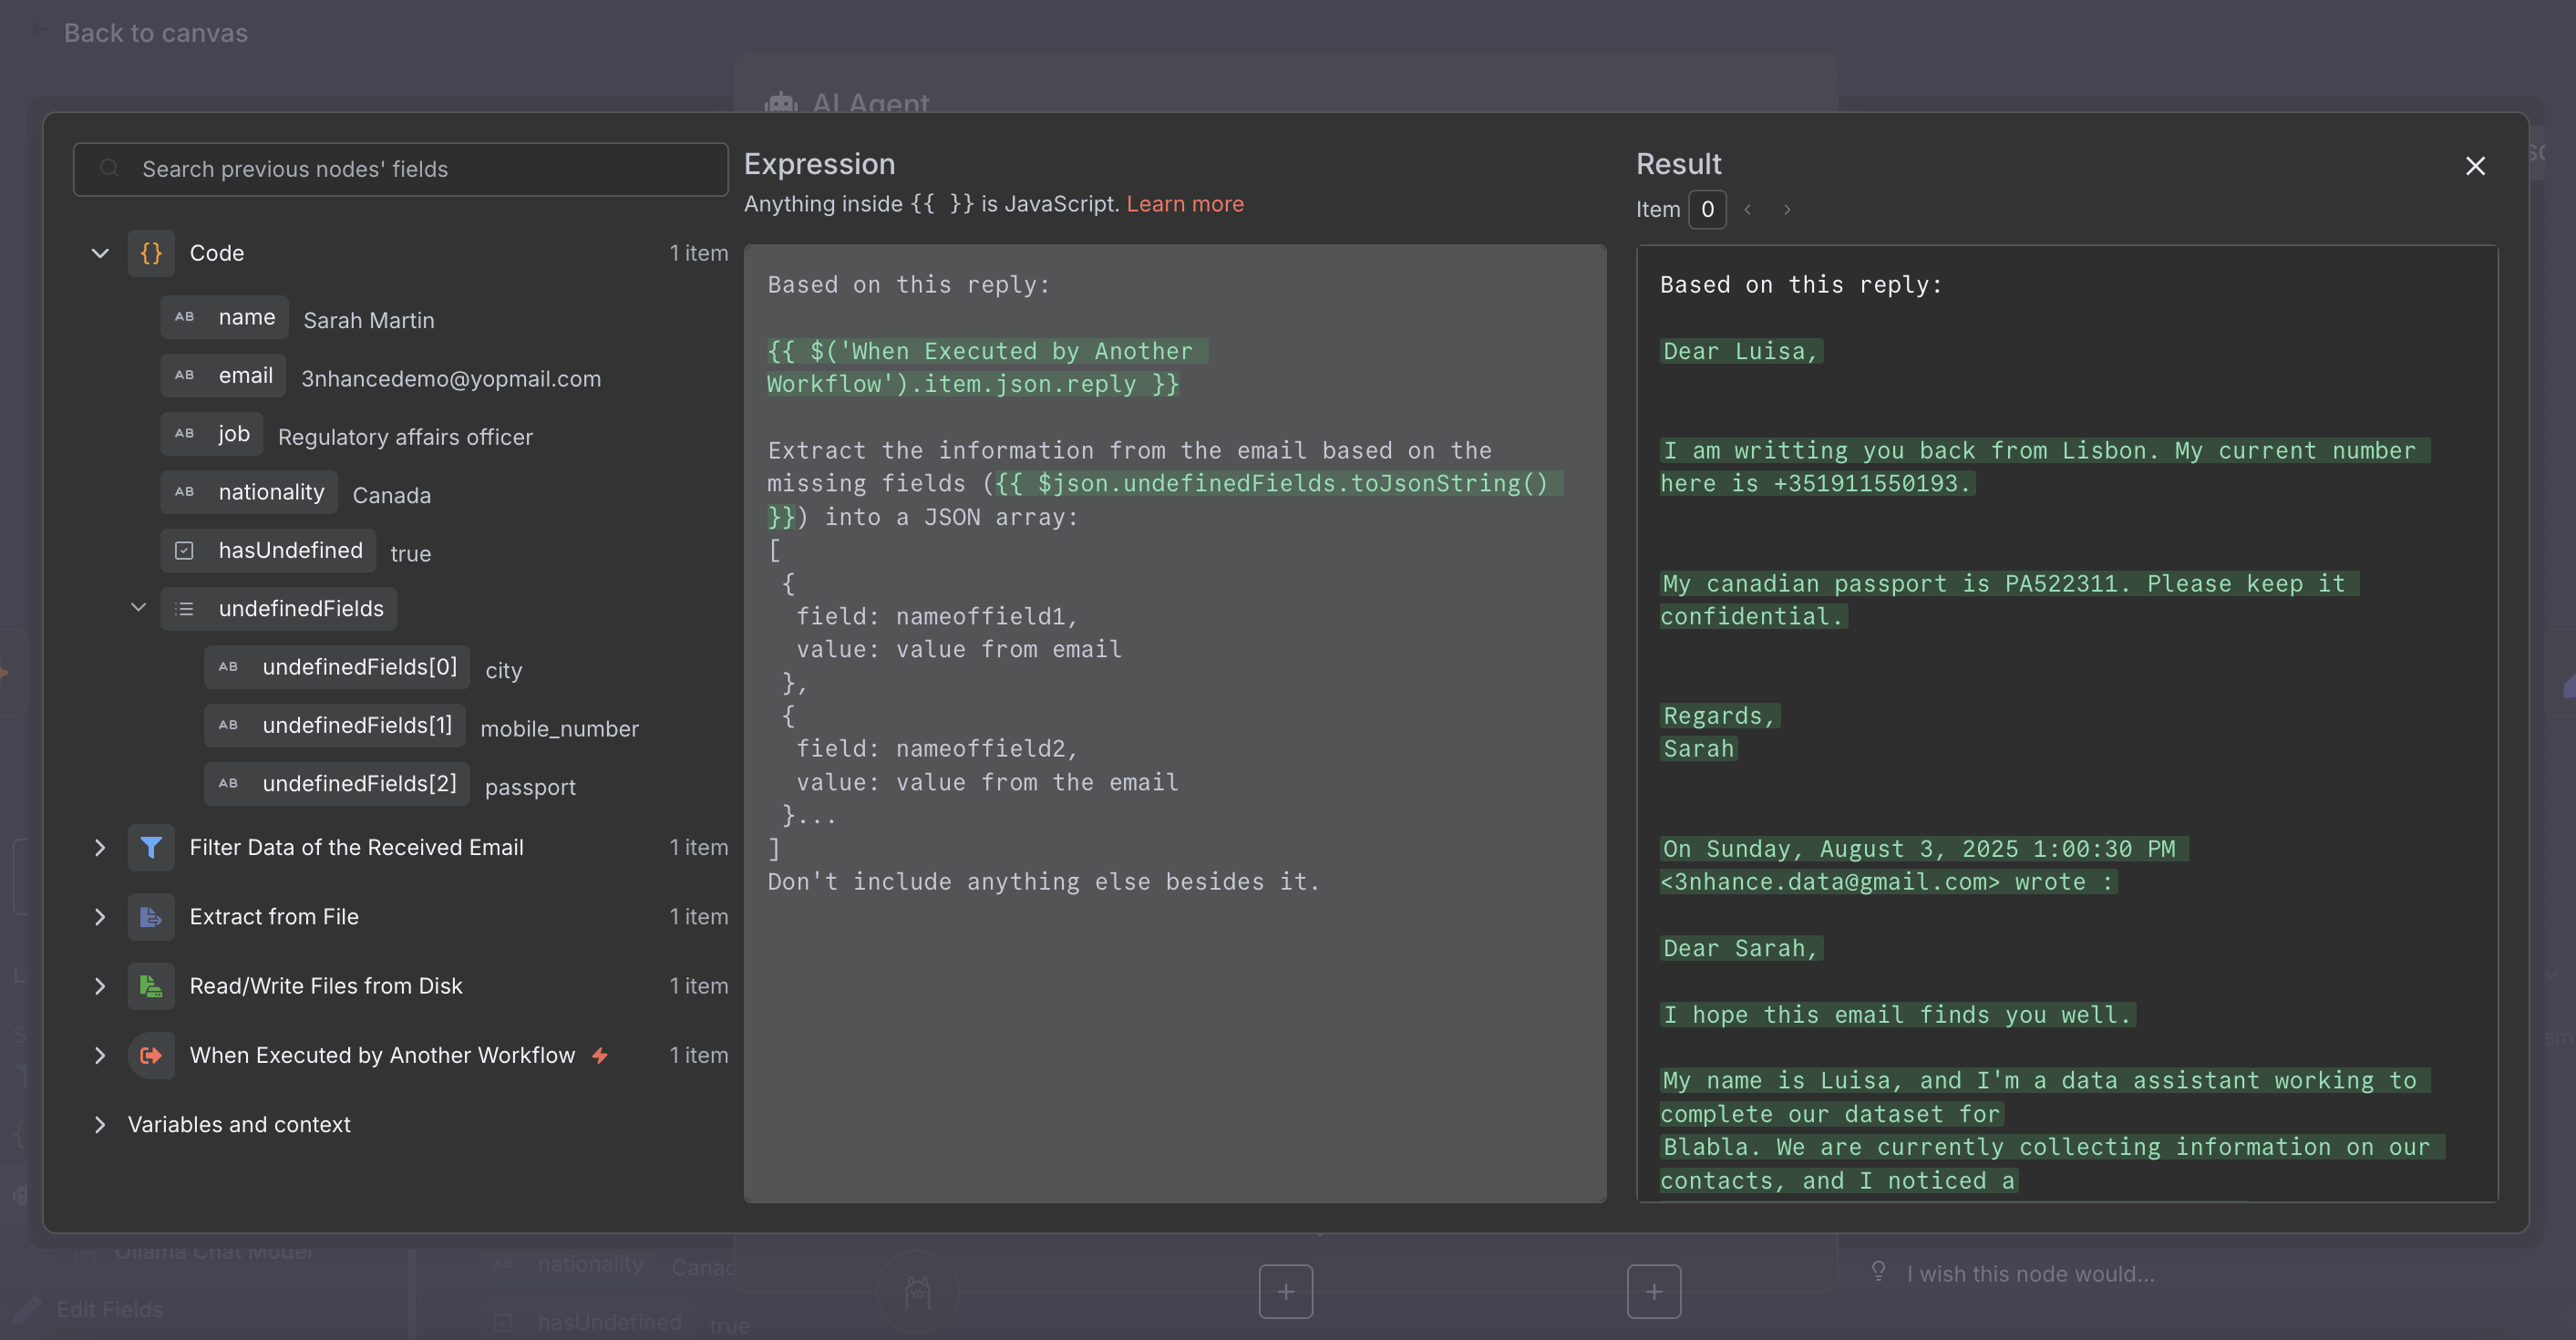 Back to canvas
AI Agent
Search previous nodes' fields
Code
1 item
name
Sarah Martin
email
3nhancedemo@yopmail.com
job
Regulatory affairs officer
nationality
Canada
hasUndefined
true
undefinedFields
undefinedFields[0]
city
undefinedFields[1]
mobile_number
undefinedFields[2]
passport
Filter Data of the Received Email
1 item
Extract from File
1 item
Read/Write Files from Disk
1 item
When Executed by Another Workflow
1 item
Variables and context
Expression
Anything inside {{ }} is JavaScript. Learn more
Based on this reply:
{{ $('When Executed by Another
Workflow').item.json.reply }}
Extract the information from the email based on the
missing fields ({{ $json.undefinedFields.toJsonString()
}}) into a JSON array:
[
{
field: nameoffield1,
value: value from email
},
{
field: nameoffield2,
value: value from the email
}...
]
Don't include anything else besides it.
Result
Item 0
Based on this reply:
Dear Luisa,
I am writting you back from Lisbon. My current number
here is +351911550193.
My canadian passport is PA522311. Please keep it
confidential.
Regards,
Sarah
On Sunday, August 3, 2025 1:00:30 PM
<3nhance.data@gmail.com> wrote :
Dear Sarah,
I hope this email finds you well.
My name is Luisa, and I'm a data assistant working to
complete our dataset for
Blabla. We are currently collecting information on our
contacts, and I noticed a
Ollama Chat Model
Edit Fields
nationality
Canad
hasUndefined
true
I wish this node would...